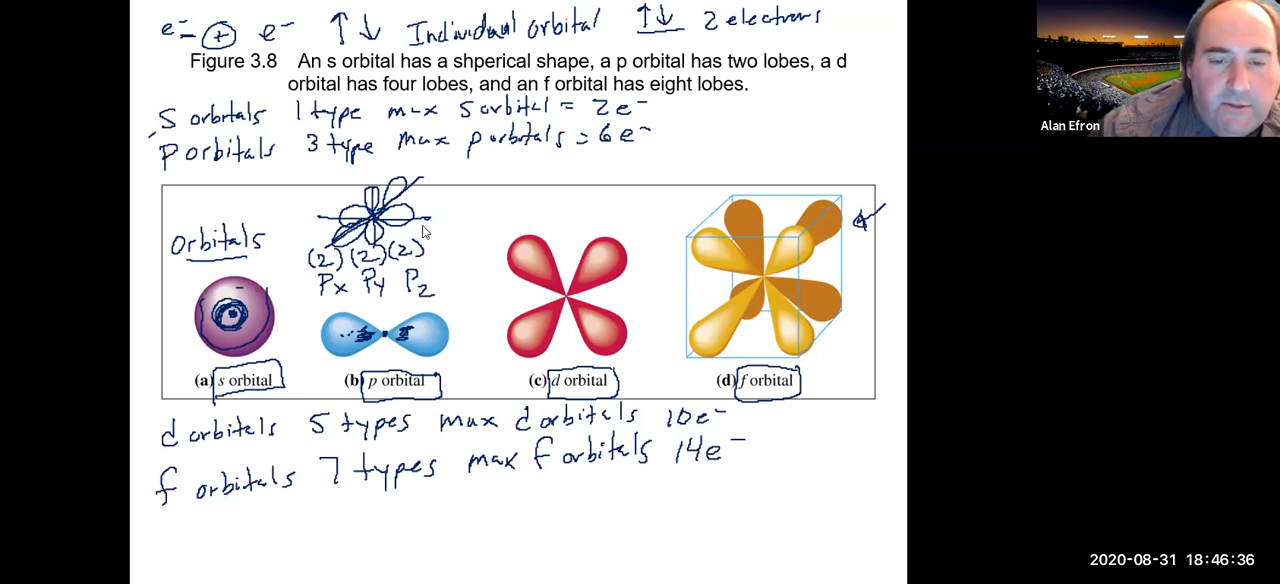 e⁻ + e⁻ ↑ ↓ Individual orbital ↑↓ 2 electrons
Figure 3.8 An s orbital has a shperical shape, a p orbital has two lobes, a d
orbital has four lobes, and an f orbital has eight lobes.
S orbitals 1 type max s orbital = 2e⁻
P orbitals 3 type max p orbitals = 6e⁻
Orbitals
(2) (2) (2)
Px Py Pz
(a) s orbital (b) p orbital (c) d orbital (d) f orbital
d orbitals 5 types max d orbitals 10e⁻
f orbitals 7 types max f orbitals 14e⁻
Alan Efron
2020-08-31 18:46:36